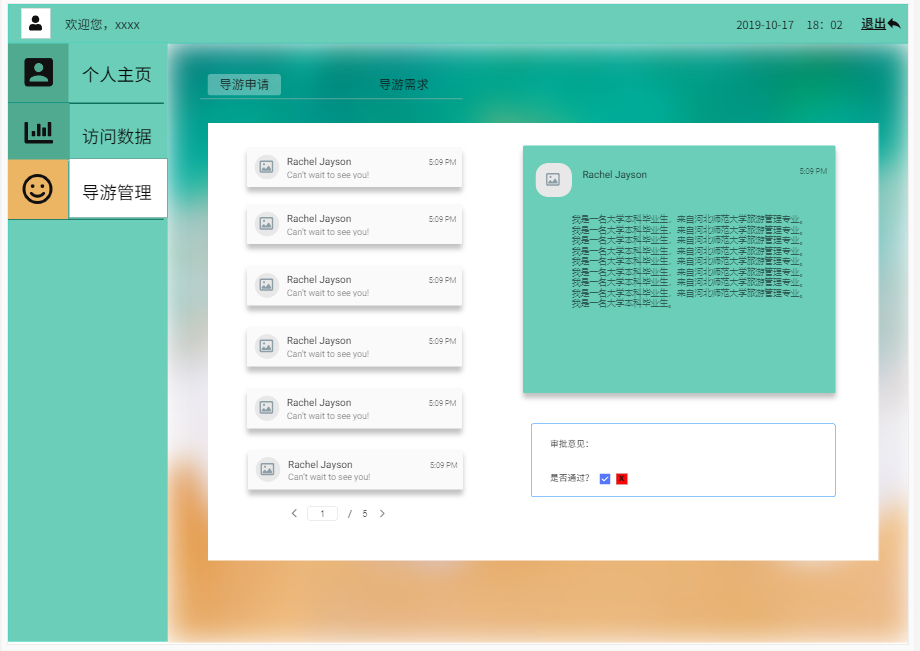 欢迎您，xxxx
2019-10-17 18：02 退出
个人主页
访问数据
导游管理
导游申请 导游需求
Rachel Jayson 5:09 PM
Can't wait to see you!
Rachel Jayson 5:09 PM
Can't wait to see you!
Rachel Jayson 5:09 PM
Can't wait to see you!
Rachel Jayson 5:09 PM
Can't wait to see you!
Rachel Jayson 5:09 PM
Can't wait to see you!
Rachel Jayson 5:09 PM
Can't wait to see you!
1 / 5
Rachel Jayson 5:09 PM
我是一名大学本科毕业生，来自河北师范大学旅游管理专业。
我是一名大学本科毕业生，来自河北师范大学旅游管理专业。
我是一名大学本科毕业生，来自河北师范大学旅游管理专业。
我是一名大学本科毕业生，来自河北师范大学旅游管理专业。
我是一名大学本科毕业生，来自河北师范大学旅游管理专业。
我是一名大学本科毕业生，来自河北师范大学旅游管理专业。
我是一名大学本科毕业生，来自河北师范大学旅游管理专业。
我是一名大学本科毕业生，来自河北师范大学旅游管理专业。
我是一名大学本科毕业生。
审批意见：
是否通过？ X